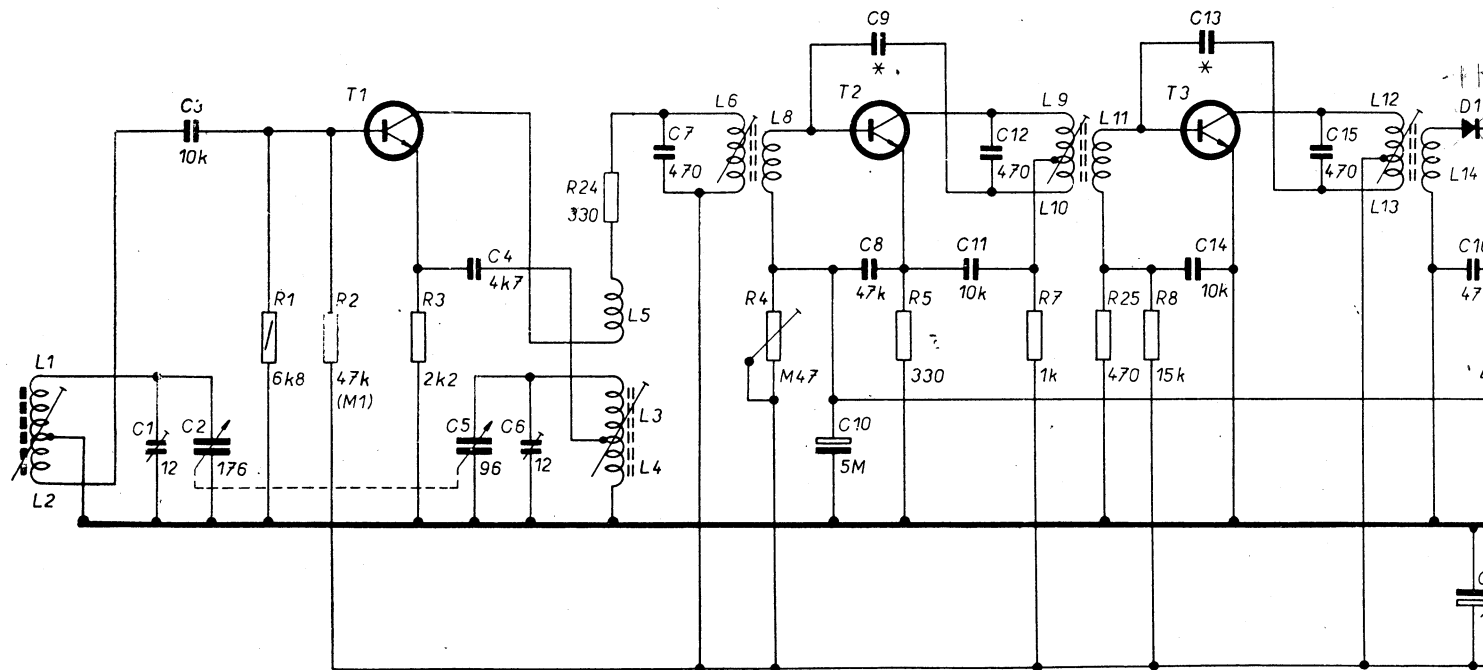 C9
*
C13
*
T1
C3
10k
L6
L8
T2
L9
L11
T3
L12
D1
C7
470
C12
470
C15
470
L14
R24
330
L10
L13
C4
4k7
C8
47k
C11
10k
C14
10k
R1
6k8
R2
47k
(M1)
R3
2k2
L5
R4
M47
R5
330
R7
1k
R25
470
R8
15k
L1
C1
12
C2
176
C5
96
C6
12
L3
L4
L2
C10
5M